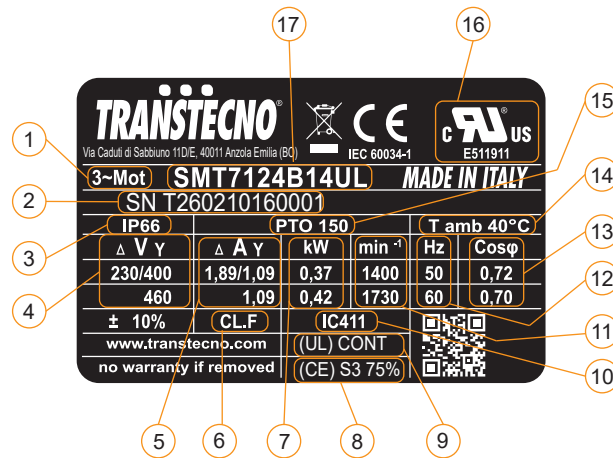 17
16
TRANSTECNO®
Via Caduti di Sabbiuno 11D/E, 40011 Anzola Emilia (BO)
CE
IEC 60034-1
C RU® US
E511911
15
1
3~Mot SMT7124B14UL MADE IN ITALY
2
SN T260210160001
14
3
IP66 PTO 150 T amb 40°C
Δ V Y Δ A Y kW min -1 Hz Cosφ
13
4
230/400 1,89/1,09 0,37 1400 50 0,72
12
460 1,09 0,42 1730 60 0,70
11
± 10% CL.F IC411
10
www.transtecno.com (UL) CONT
no warranty if removed (CE) S3 75%
5 6 7 8 9